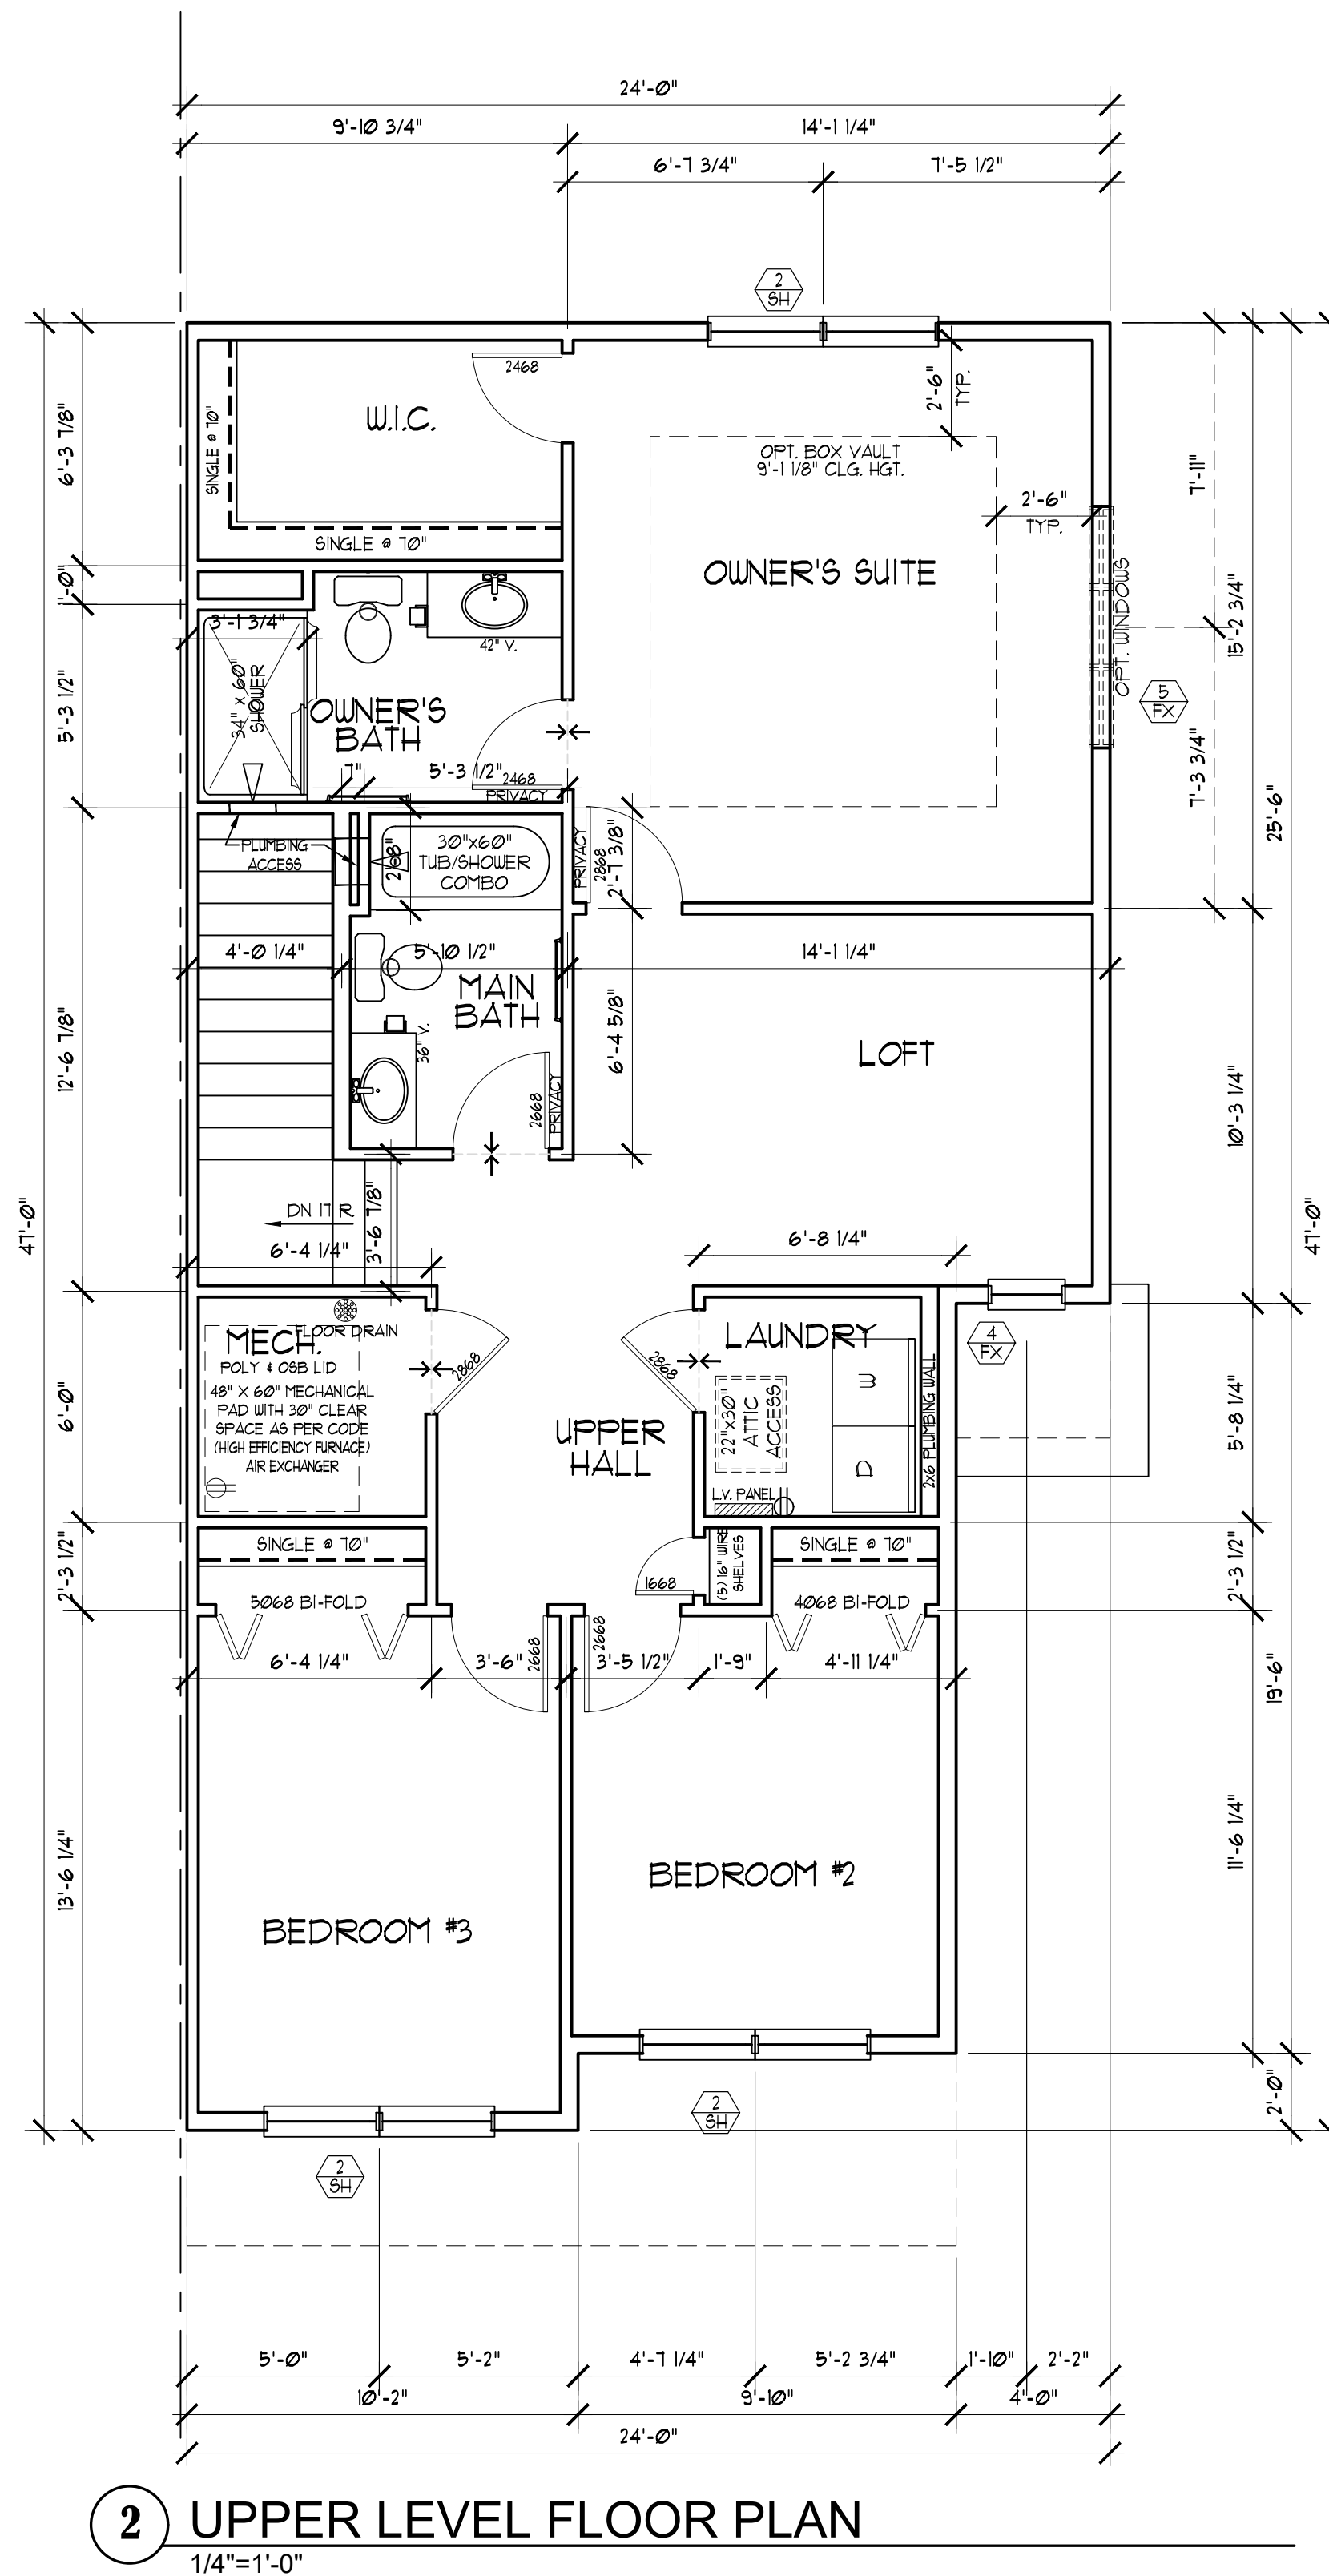 24'-0"
9'-10 3/4"
14'-1 1/4"
6'-7 3/4"
7'-5 1/2"
2
SH
2468
W.I.C.
SINGLE @ 70"
SINGLE @ 70"
2'-6"
TYP.
OPT. BOX VAULT
9'-1 1/8" CLG. HGT.
2'-6"
TYP.
OWNER'S SUITE
OPT. WINDOWS
5
FX
6'-3 7/8"
1'-0"
5'-3 1/2"
12'-6 7/8"
47'-0"
6'-0"
2'-3 1/2"
13'-6 1/4"
7'-11"
7'-3 3/4"
15'-2 3/4"
25'-6"
10'-3 1/4"
47'-0"
5'-8 1/4"
2'-3 1/2"
19'-6"
11'-6 1/4"
2'-0"
3'-1 3/4"
34" x 60"
SHOWER
42" V.
OWNER'S
BATH
7"
5'-3 1/2"
2468
PRIVACY
PLUMBING
ACCESS
2'-8"
30"x60"
TUB/SHOWER
COMBO
PRIVACY
2868
2'-7 3/8"
4'-0 1/4"
5'-10 1/2"
14'-1 1/4"
MAIN
BATH
36" V.
6'-4 5/8"
2668
PRIVACY
LOFT
DN 17 R.
3'-6 7/8"
6'-4 1/4"
6'-8 1/4"
MECH.
FLOOR DRAIN
POLY & OSB LID
48" X 60" MECHANICAL
PAD WITH 30" CLEAR
SPACE AS PER CODE
(HIGH EFFICIENCY FURNACE)
AIR EXCHANGER
2868
2868
UPPER
HALL
LAUNDRY
22"x30"
ATTIC
ACCESS
W
D
2x6 PLUMBING WALL
L.V. PANEL
4
FX
SINGLE @ 70"
5068 BI-FOLD
1668
(5) 16" WIRE
SHELVES
SINGLE @ 70"
4068 BI-FOLD
6'-4 1/4"
3'-6"
2668
2668
3'-5 1/2"
1'-9"
4'-11 1/4"
BEDROOM #2
BEDROOM #3
2
SH
2
SH
5'-0"
5'-2"
4'-7 1/4"
5'-2 3/4"
1'-10"
2'-2"
10'-2"
9'-10"
4'-0"
24'-0"
2 UPPER LEVEL FLOOR PLAN
1/4"=1'-0"